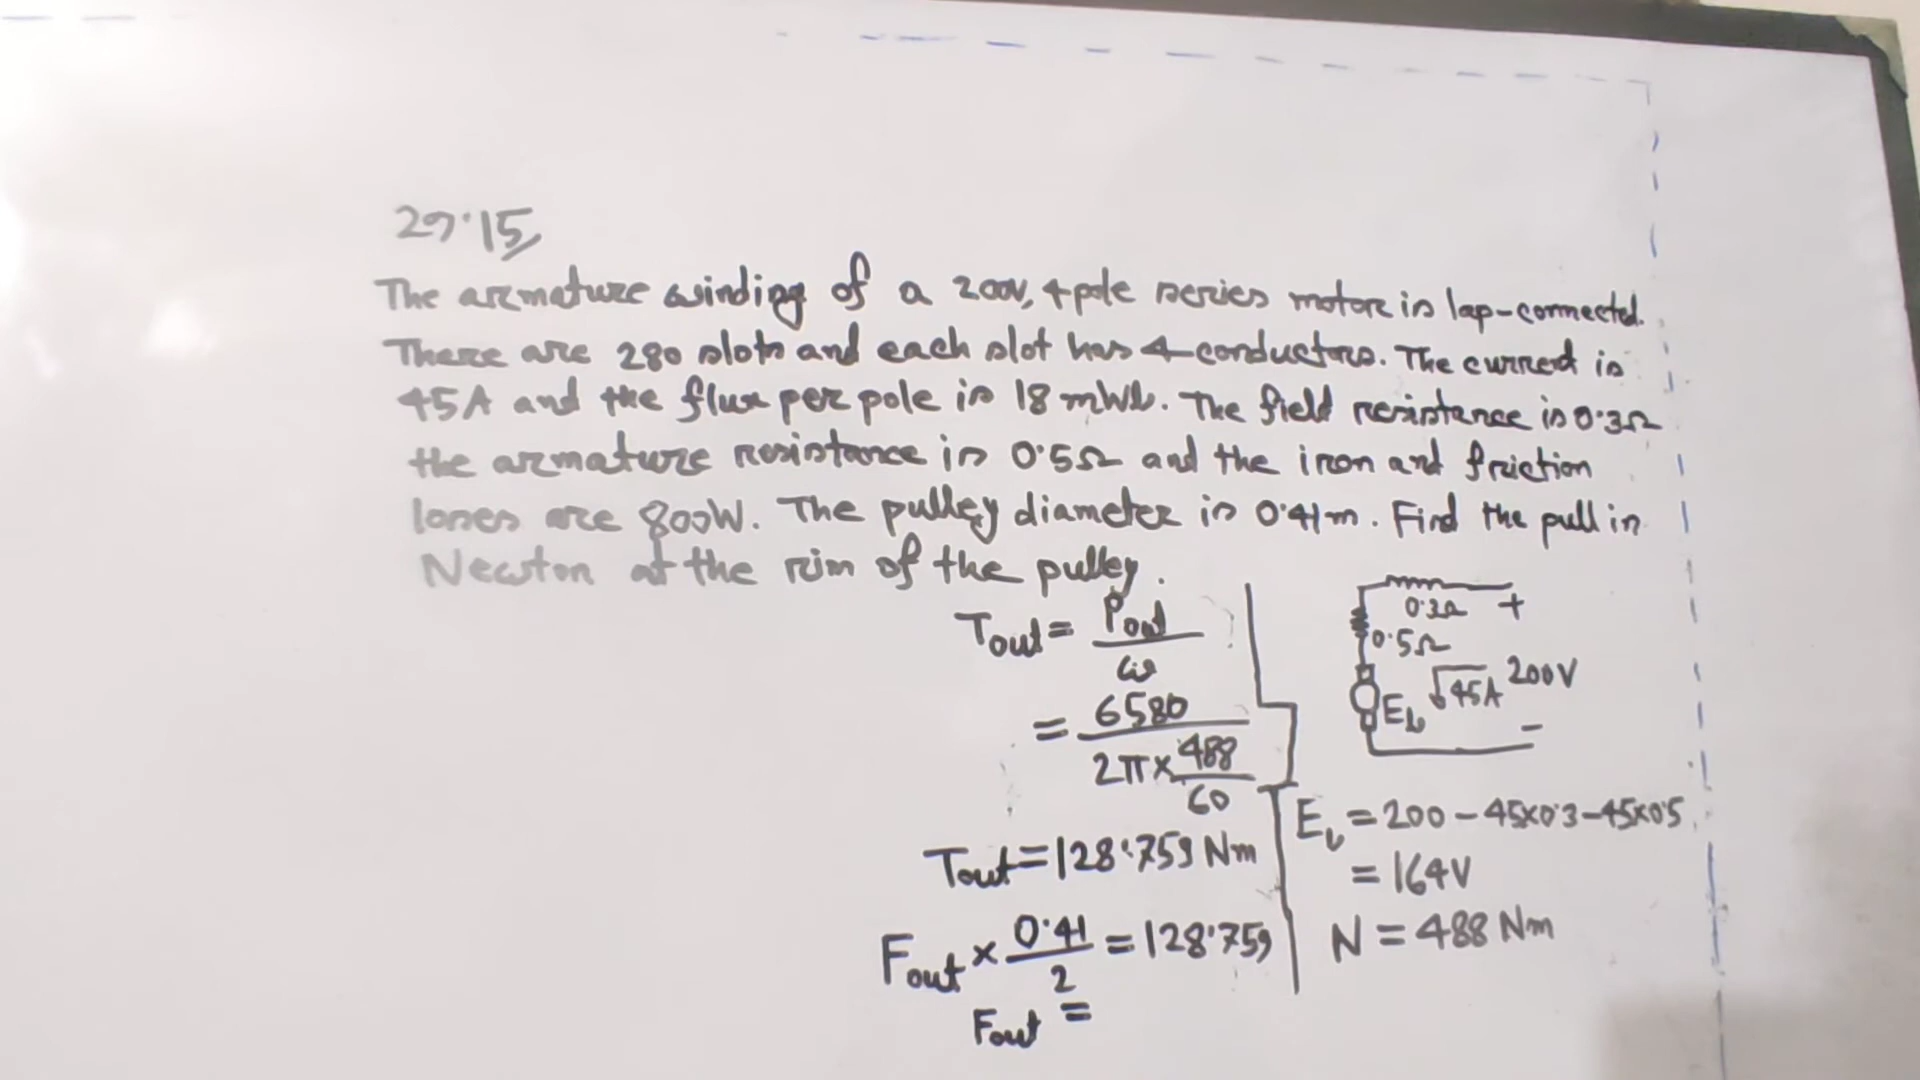 29.15
The armature winding of a 200V, 4 pole series motor is lap-connected.
There are 280 slots and each slot has 4 conductors. The current is
45A and the flux per pole is 18 mWb. The field resistance is 0.3Ω
the armature resistance is 0.5Ω and the iron and friction
losses are 800W. The pulley diameter is 0.41m. Find the pull in
Newton at the rim of the pulley.
Tout = Pout / ω
= 6580 / 2π × 488/60
Tout = 128.759 Nm
Fout × 0.41/2 = 128.759
Fout =
0.3Ω +
0.5Ω
Eb 45A 200V
−
Eb = 200 − 45×0.3 − 45×0.5
= 164V
N = 488 Nm